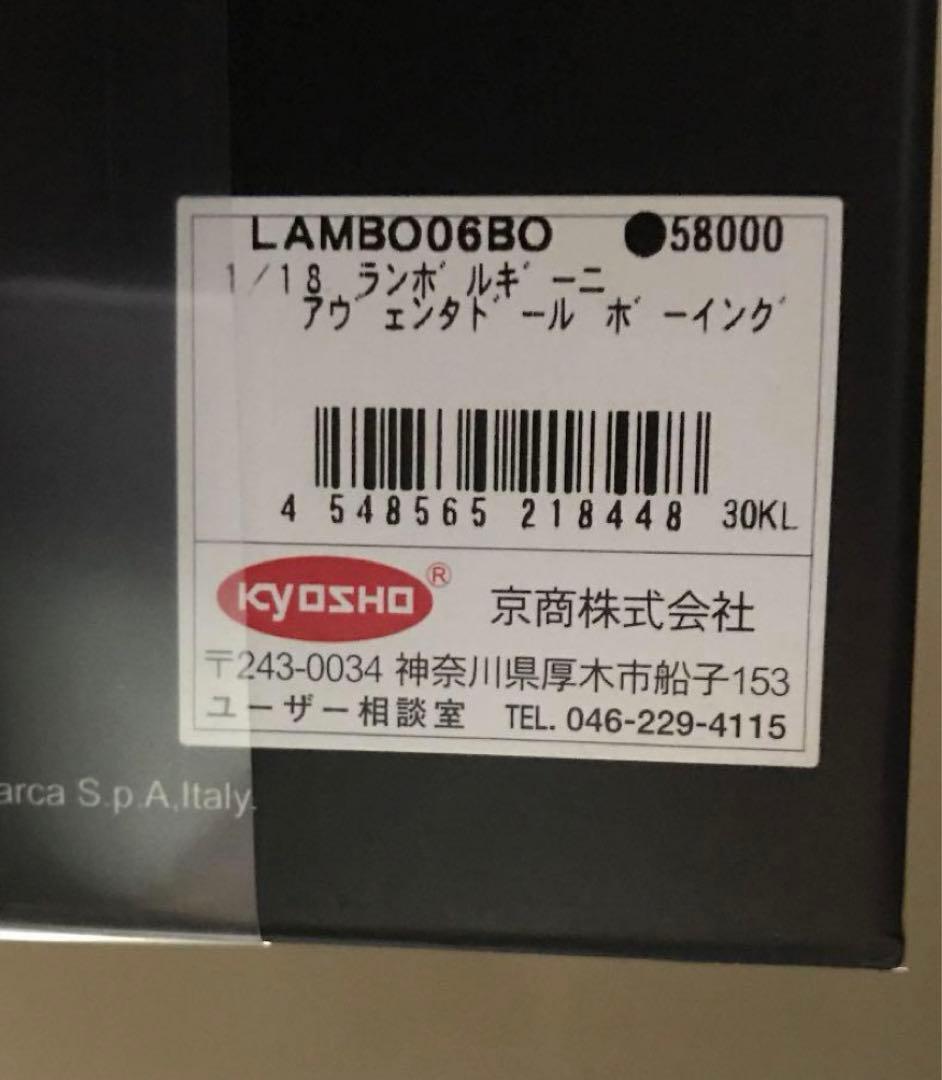 LAMBO06BO ●58000
1/18 ランボルギーニ
アヴェンタドール ボーイング
4 548565 218448 30KL
KYOSHO® 京商株式会社
〒243-0034 神奈川県厚木市船子153
ユーザー相談室 TEL. 046-229-4115
arca S.p.A,Italy.